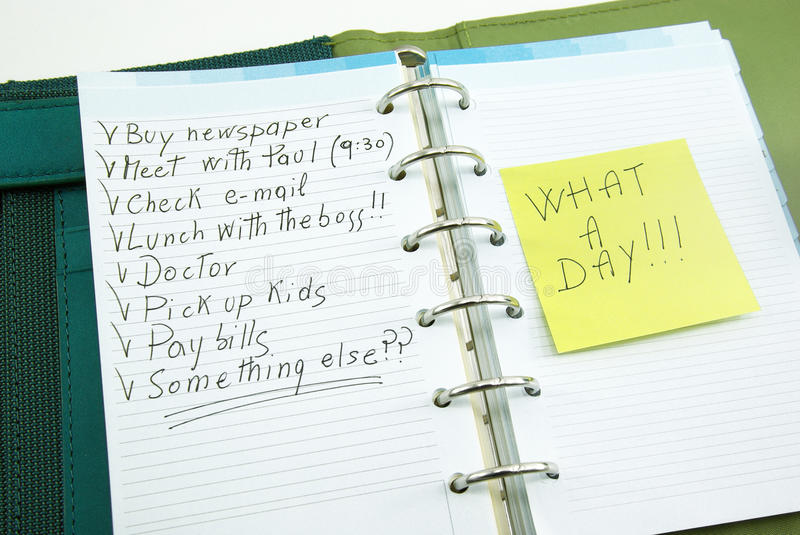 √ Buy newspaper
√ Meet with Paul (9:30)
√ Check e-mail
√ Lunch with the boss!!
√ Doctor
√ Pick up kids
√ Pay bills
√ Something else??
WHAT
A
DAY!!!
dreamstime